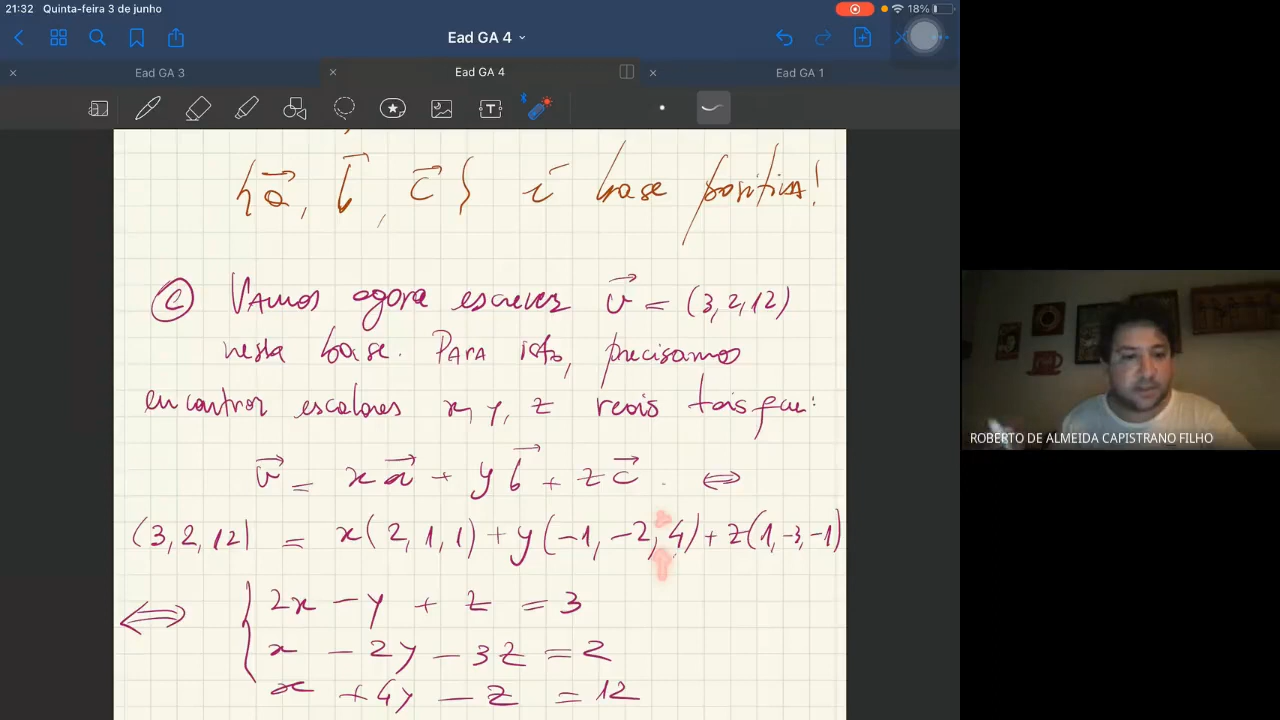 21:32 Quinta-feira 3 de junho 18%
Ead GA 4
Ead GA 3 Ead GA 4 Ead GA 1
{a⃗, b⃗, c⃗} é base positiva!
(c) Vamos agora escrever v⃗ = (3,2,12)
nesta base. Para isto, precisamos
encontrar escalares x, y, z reais tais que:
v⃗ = xa⃗ + yb⃗ + zc⃗. ⇔
(3,2,12) = x(2,1,1) + y(-1,-2,4) + z(1,-3,-1)
⇔ { 2x - y + z = 3
x - 2y - 3z = 2
x + 4y - z = 12
ROBERTO DE ALMEIDA CAPISTRANO FILHO